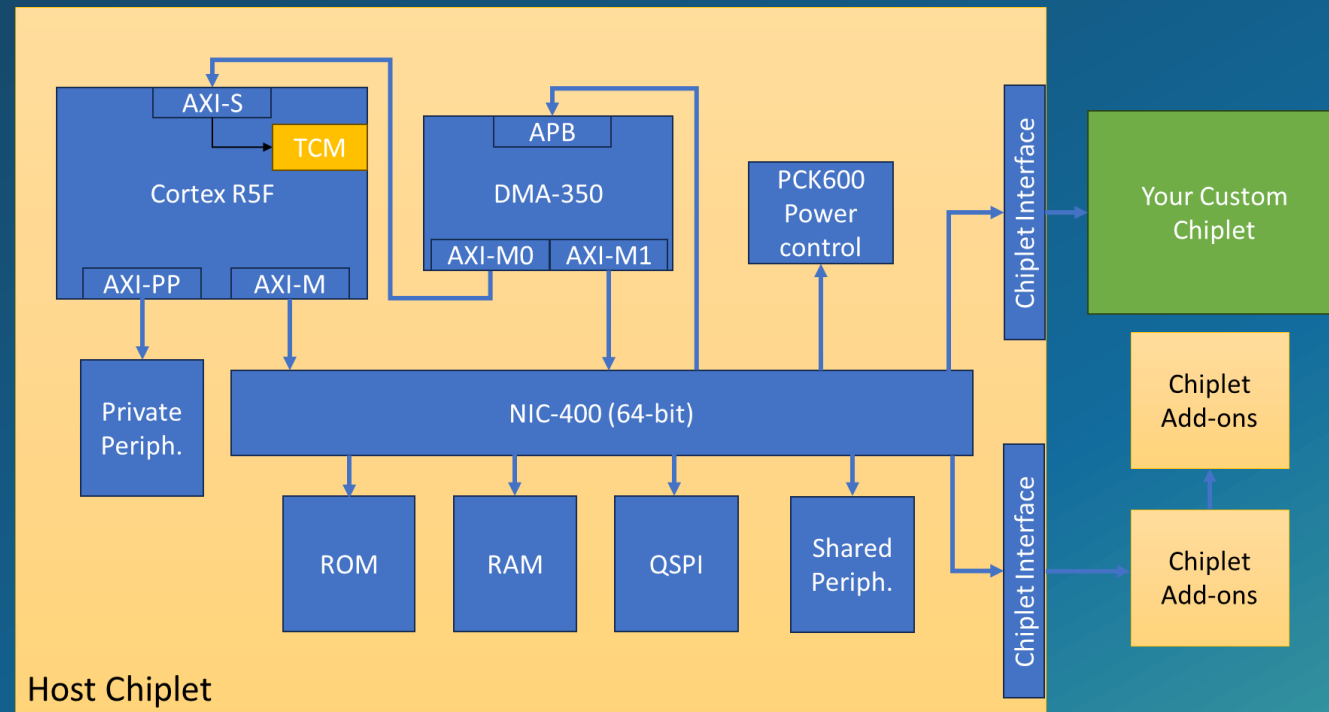 AXI-S
TCM
Cortex R5F
AXI-PP
AXI-M
APB
DMA-350
AXI-M0
AXI-M1
PCK600
Power
control
Chiplet Interface
Your Custom
Chiplet
Private
Periph.
NIC-400 (64-bit)
Chiplet
Add-ons
ROM
RAM
QSPI
Shared
Periph.
Chiplet Interface
Chiplet
Add-ons
Host Chiplet